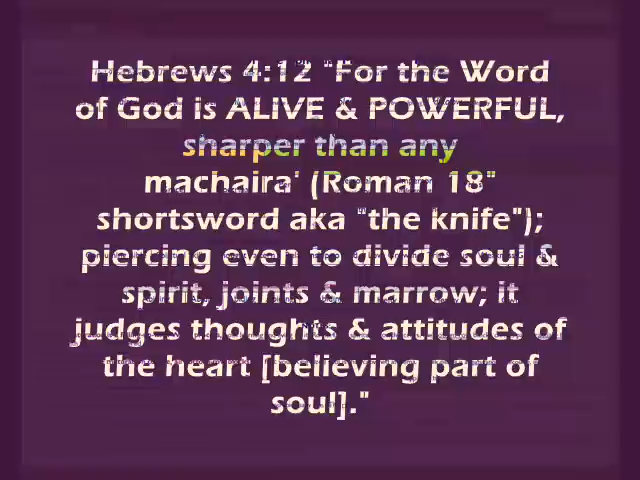 Hebrews 4:12 "For the Word
of God is ALIVE & POWERFUL,
sharper than any
machaira' (Roman 18"
shortsword aka "the knife");
piercing even to divide soul &
spirit, joints & marrow; it
judges thoughts & attitudes of
the heart [believing part of
soul]."